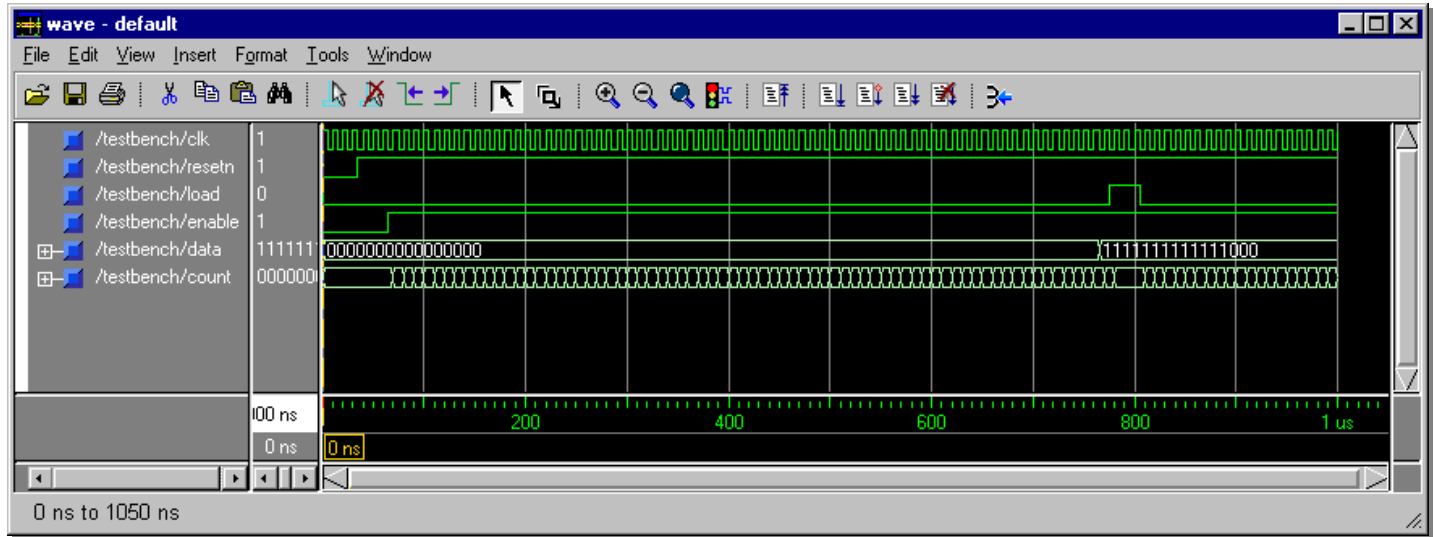 wave - default
File Edit View Insert Format Tools Window
/testbench/clk 1
/testbench/resetn 1
/testbench/load 0
/testbench/enable 1
/testbench/data 111111 0000000000000000 1111111111111000
/testbench/count 000000
00 ns 200 400 600 800 1 us
0 ns 0 ns
0 ns to 1050 ns